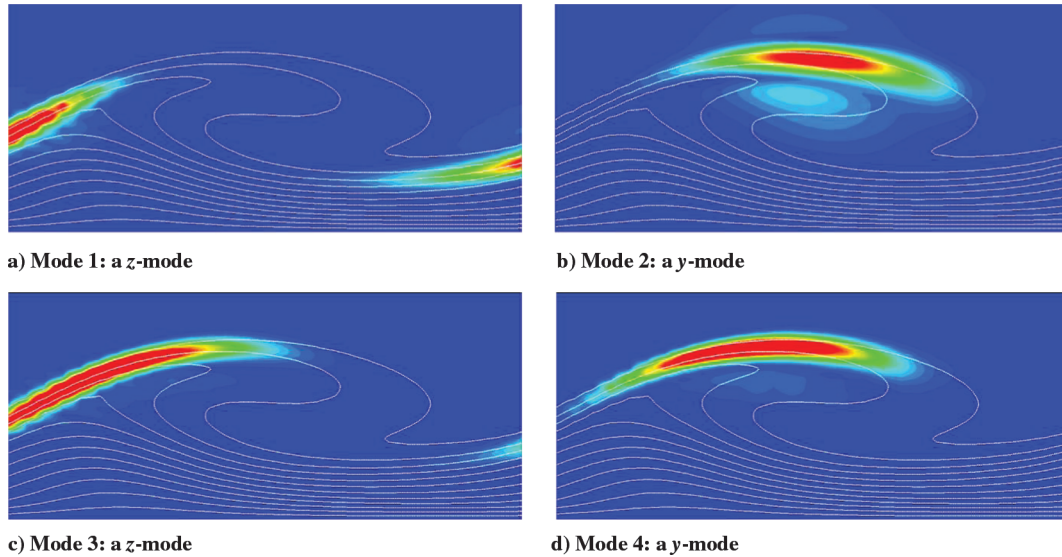 a) Mode 1: a z-mode
b) Mode 2: a y-mode
c) Mode 3: a z-mode
d) Mode 4: a y-mode